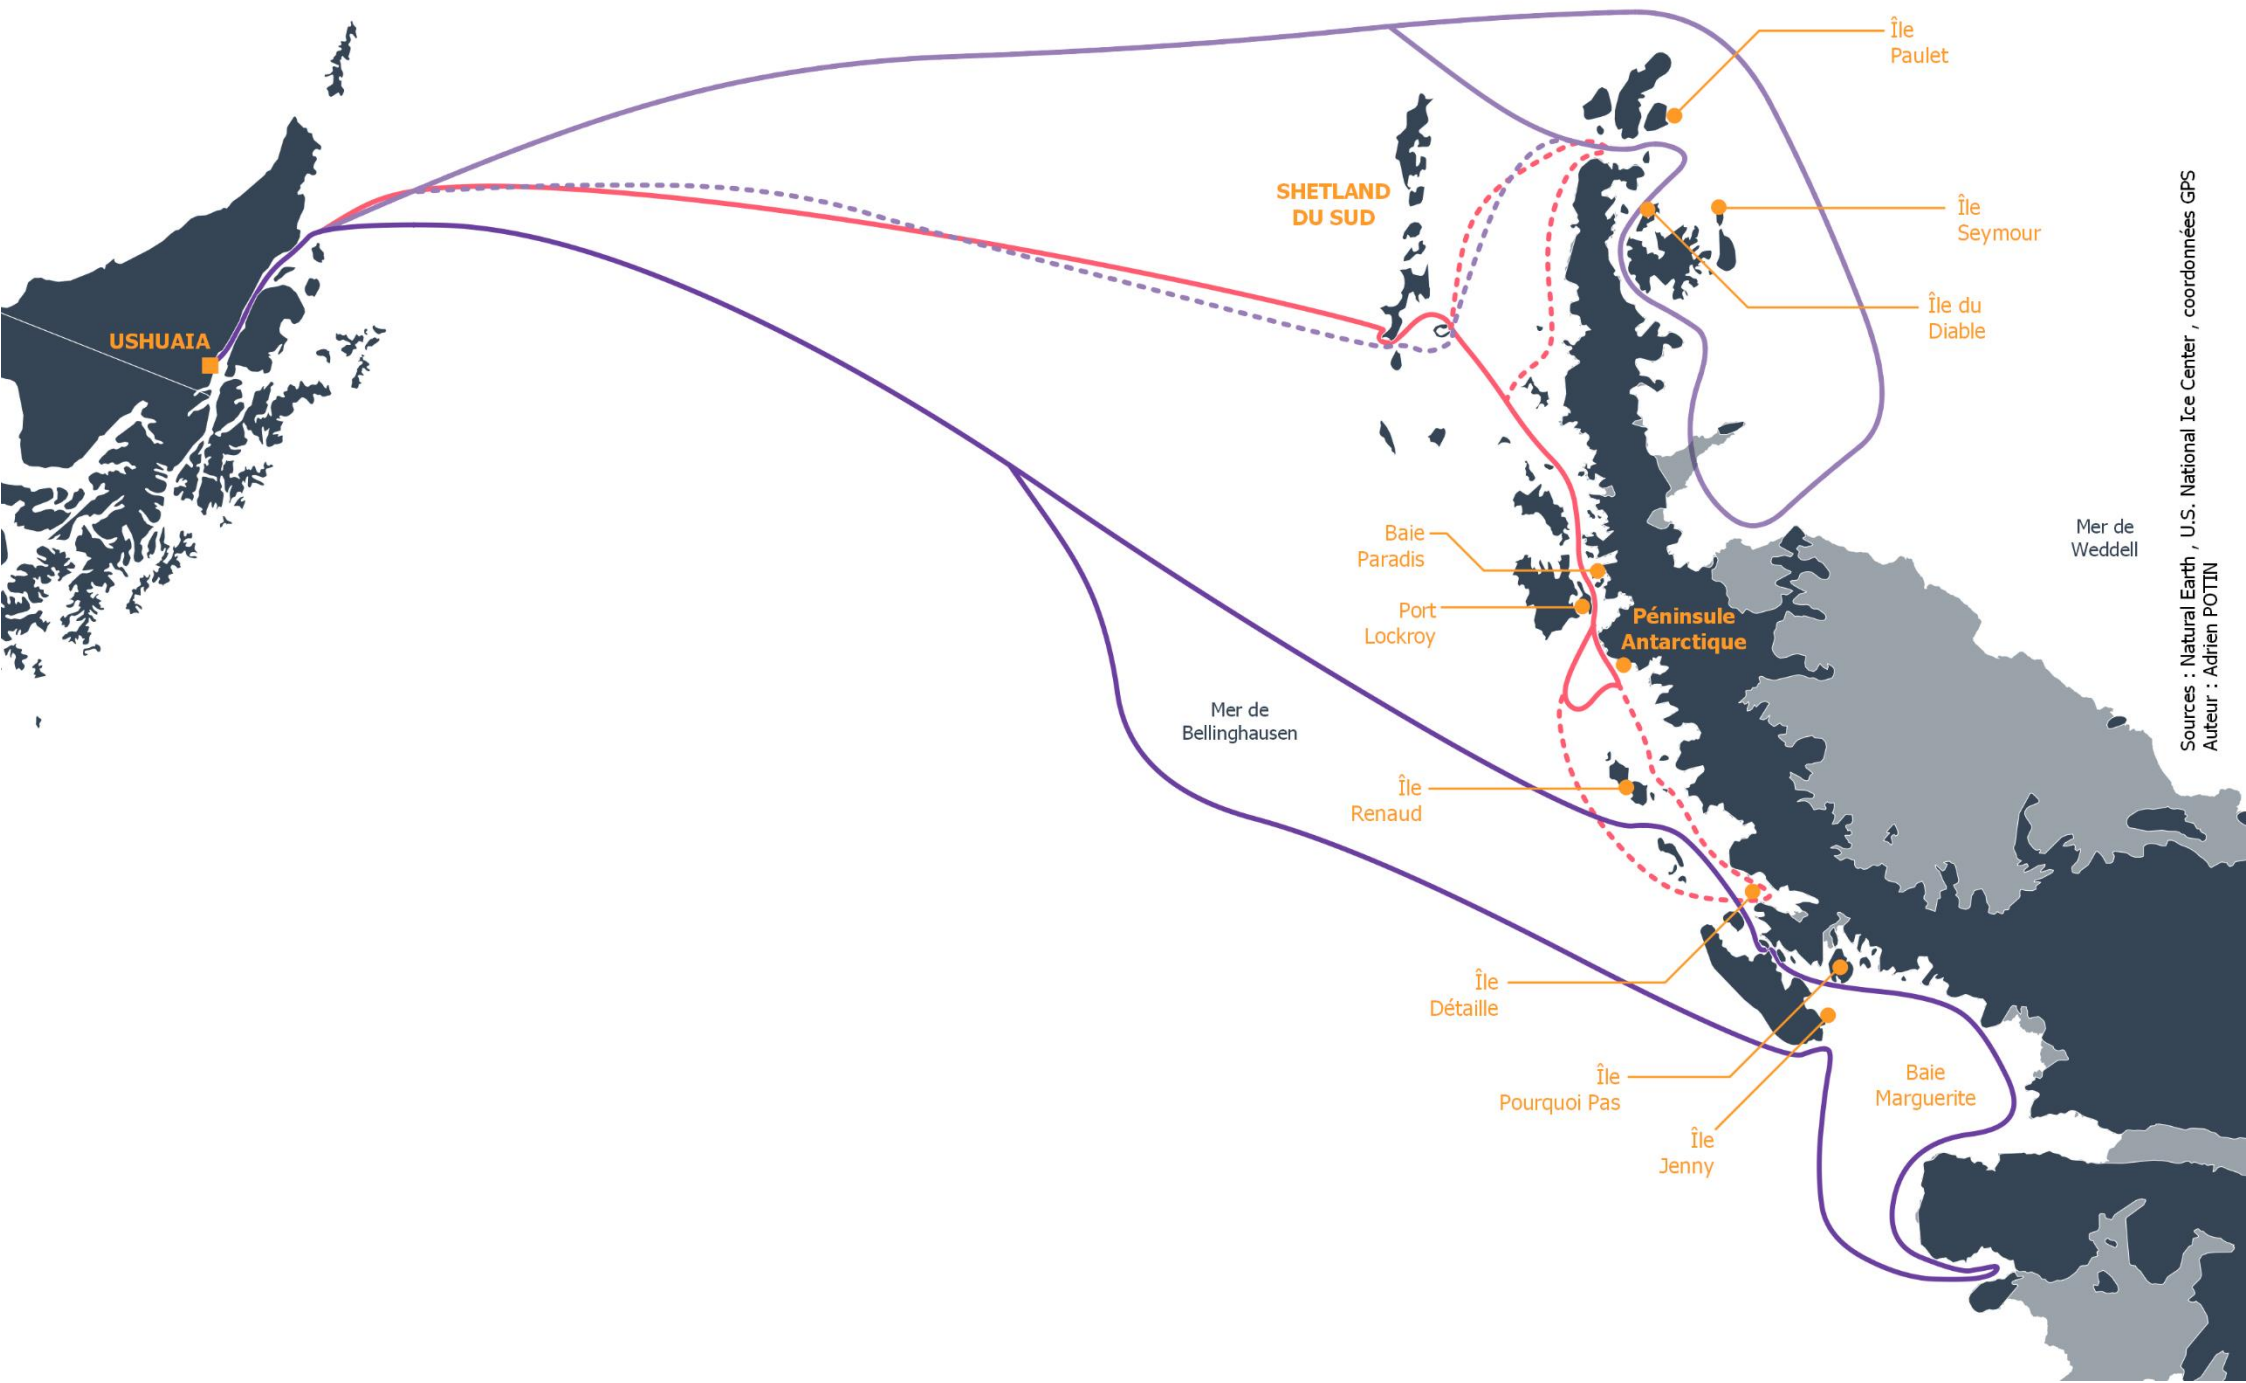 Île
Paulet
SHETLAND
DU SUD
Île
Seymour
Île du
Diable
USHUAIA
Baie
Paradis
Mer de
Weddell
Port
Lockroy
Péninsule
Antarctique
Mer de
Bellinghausen
Île
Renaud
Île
Détaille
Île
Pourquoi Pas
Baie
Marguerite
Île
Jenny
Sources : Natural Earth , U.S. National Ice Center , coordonnées GPS
Auteur : Adrien POTIN